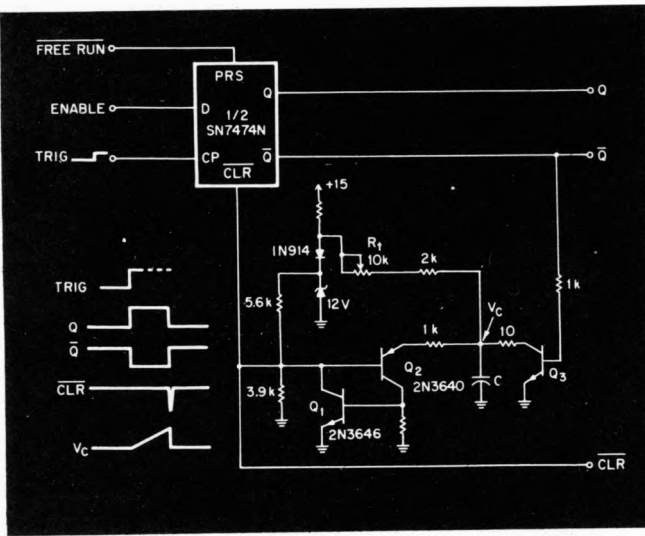 FREE RUN
PRS
Q
Q
ENABLE
D
1/2
SN7474N
TRIG
CP
Q
Q
CLR
+15
1N914
Rt
10k
2k
1k
TRIG
5.6k
12V
VC
Q
1k
10
Q
Q2
C
Q3
CLR
3.9k
Q1
2N3640
2N3646
VC
CLR